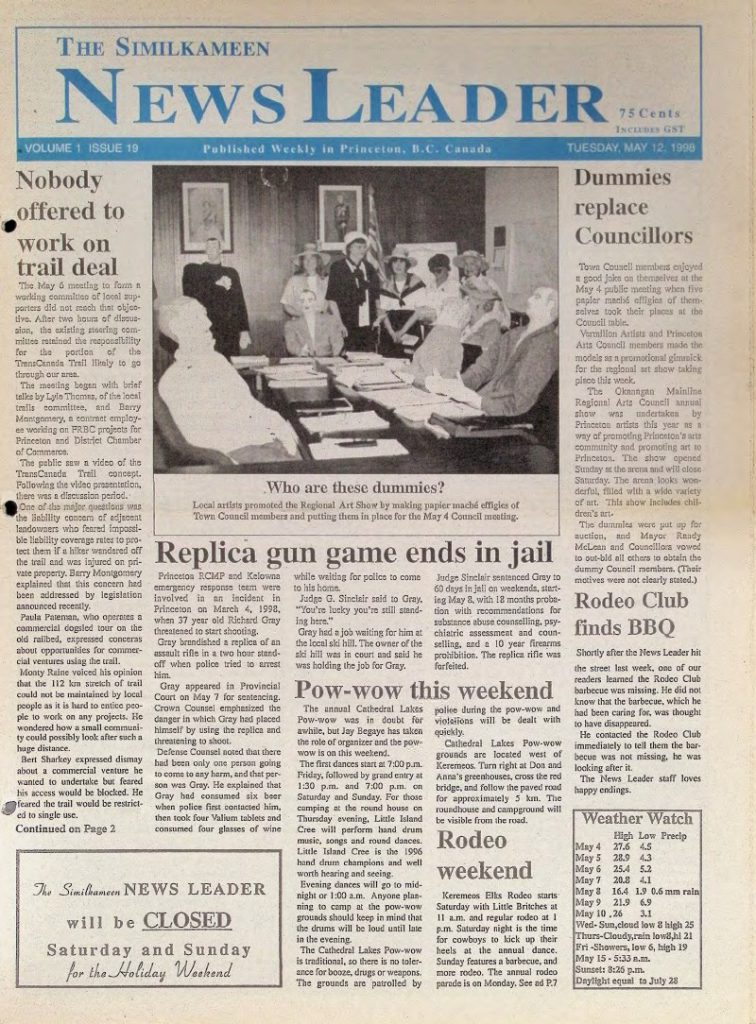 THE SIMILKAMEEN
NEWS LEADER
75 Cents
INCLUDES GST
VOLUME 1 ISSUE 19
Published Weekly in Princeton, B.C. Canada
TUESDAY, MAY 12, 1998
Nobody
offered to
work on
trail deal
The May 6 meeting to form a
working committee of local sup-
porters did not reach that objec-
tive. After two hours of discus-
sion, the existing steering com-
mittee retained the responsibility
for the portion of the
TransCanada Trail likely to go
through our area.
The meeting began with brief
talks by Lyle Thomas, of the local
trails committee, and Barry
Montgomery, a contract employ-
ee working on FRBC projects for
Princeton and District Chamber
of Commerce.
The public saw a video of the
TransCanada Trail concept.
Following the video presentation,
there was a discussion period.
One of the major questions was
the liability concern of adjacent
landowners who feared impossi-
ble liability coverage rates to pro-
tect them if a hiker wandered off
the trail and was injured on pri-
vate property. Barry Montgomery
explained that this concern had
been addressed by legislation
announced recently.
Paula Pateman, who operates a
commercial dogsled tour on the
old railbed, expressed concerns
about opportunities for commer-
cial ventures using the trail.
Monty Raine voiced his opinion
that the 112 km stretch of trail
could not be maintained by local
people as it is hard to entice peo-
ple to work on any projects. He
wondered how a small communi-
ty could possibly look after such a
huge distance.
Bert Sharkey expressed dismay
about a commercial venture he
wanted to undertake but feared
his access would be blocked. He
feared the trail would be restrict-
ed to single use.
Continued on Page 2
The Similkameen NEWS LEADER
will be CLOSED
Saturday and Sunday
for the Holiday Weekend
Who are these dummies?
Local artists promoted the Regional Art Show by making papier maché effigies of
Town Council members and putting them in place for the May 4 Council meeting.
Replica gun game ends in jail
Princeton RCMP and Kelowna
emergency response team were
involved in an incident in
Princeton on March 4, 1998,
when 37 year old Richard Gray
threatened to start shooting.
Gray brandished a replica of an
assault rifle in a two hour stand-
off when police tried to arrest
him.
Gray appeared in Provincial
Court on May 7 for sentencing.
Crown Counsel emphasized the
danger in which Gray had placed
himself by using the replica and
threatening to shoot.
Defense Counsel noted that there
had been only one person going
to come to any harm, and that per-
son was Gray. He explained that
Gray had consumed six beer
when police first contacted him,
then took four Valium tablets and
consumed four glasses of wine
while waiting for police to come
to his home.
Judge G. Sinclair said to Gray,
"You're lucky you're still stand-
ing here."
Gray had a job waiting for him at
the local ski hill. The owner of the
ski hill was in court and said he
was holding the job for Gray.
Judge Sinclair sentenced Gray to
60 days in jail on weekends, start-
ing May 8, with 18 months proba-
tion with recommendations for
substance abuse counselling, psy-
chiatric assessment and coun-
selling, and a 10 year firearms
prohibition. The replica rifle was
forfeited.
Pow-wow this weekend
The annual Cathedral Lakes
Pow-wow was in doubt for
awhile, but Jay Begaye has taken
the role of organizer and the pow-
wow is on this weekend.
The first dances start at 7:00 p.m.
Friday, followed by grand entry at
1:30 p.m. and 7:00 p.m. on
Saturday and Sunday. For those
camping at the round house on
Thursday evening, Little Island
Cree will perform hand drum
music, songs and round dances.
Little Island Cree is the 1996
hand drum champions and well
worth hearing and seeing.
Evening dances will go to mid-
night or 1:00 a.m. Anyone plan-
ning to camp at the pow-wow
grounds should keep in mind that
the drums will be loud until late
in the evening.
The Cathedral Lakes Pow-wow
is traditional, so there is no toler-
ance for booze, drugs or weapons.
The grounds are patrolled by
police during the pow-wow and
violations will be dealt with
quickly.
Cathedral Lakes Pow-wow
grounds are located west of
Keremeos. Turn right at Don and
Anna's greenhouses, cross the red
bridge, and follow the paved road
for approximately 5 km. The
roundhouse and campground will
be visible from the road.
Rodeo
weekend
Keremeos Elks Rodeo starts
Saturday with Little Britches at
11 a.m. and regular rodeo at 1
p.m. Saturday night is the time
for cowboys to kick up their
heels at the annual dance.
Sunday features a barbecue, and
more rodeo. The annual rodeo
parade is on Monday. See ad P.7
Dummies
replace
Councillors
Town Council members enjoyed
a good joke on themselves at the
May 4 public meeting when five
papier maché effigies of them-
selves took their places at the
Council table.
Vermilion Artists and Princeton
Arts Council members made the
models as a promotional gimmick
for the regional art show taking
place this week.
The Okanagan Mainline
Regional Arts Council annual
show was undertaken by
Princeton artists this year as a
way of promoting Princeton's arts
community and promoting art to
Princeton. The show opened
Sunday at the arena and will close
Saturday. The arena looks won-
derful, filled with a wide variety
of art. This show includes chil-
dren's art.
The dummies were put up for
auction, and Mayor Randy
McLean and Councillors vowed
to out-bid all others to obtain the
dummy Council members. (Their
motives were not clearly stated.)
Rodeo Club
finds BBQ
Shortly after the News Leader hit
the street last week, one of our
readers learned the Rodeo Club
barbecue was missing. He did not
know that the barbecue, which he
had been caring for, was thought
to have disappeared.
He contacted the Rodeo Club
immediately to tell them the bar-
becue was not missing, he was
looking after it.
The News Leader staff loves
happy endings.
Weather Watch
High Low Precip
May 4 27.6 4.5
May 5 28.9 4.3
May 6 25.4 5.2
May 7 20.8 4.1
May 8 16.4 1.9 0.6 mm rain
May 9 21.9 6.9
May 10 .26 3.1
Wed- Sun,cloud low 8 high 25
Thurs-Cloudy,rain low8,hi 21
Fri -Showers, low 6, high 19
May 15 - 5:33 a.m.
Sunset: 8:26 p.m.
Daylight equal to July 28